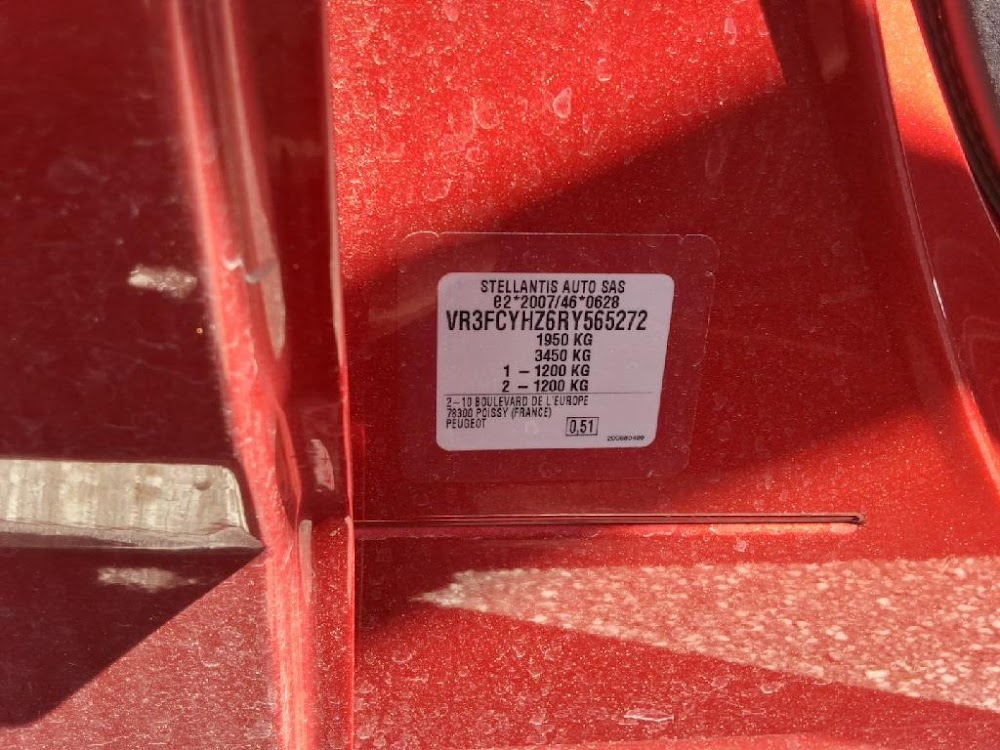 STELLANTIS AUTO SAS
e2*2007/46*0628
VR3FCYHZ6RY565272
1950 KG
3450 KG
1 – 1200 KG
2 – 1200 KG
2–10 BOULEVARD DE L'EUROPE
78300 POISSY (FRANCE)
PEUGEOT
0,51